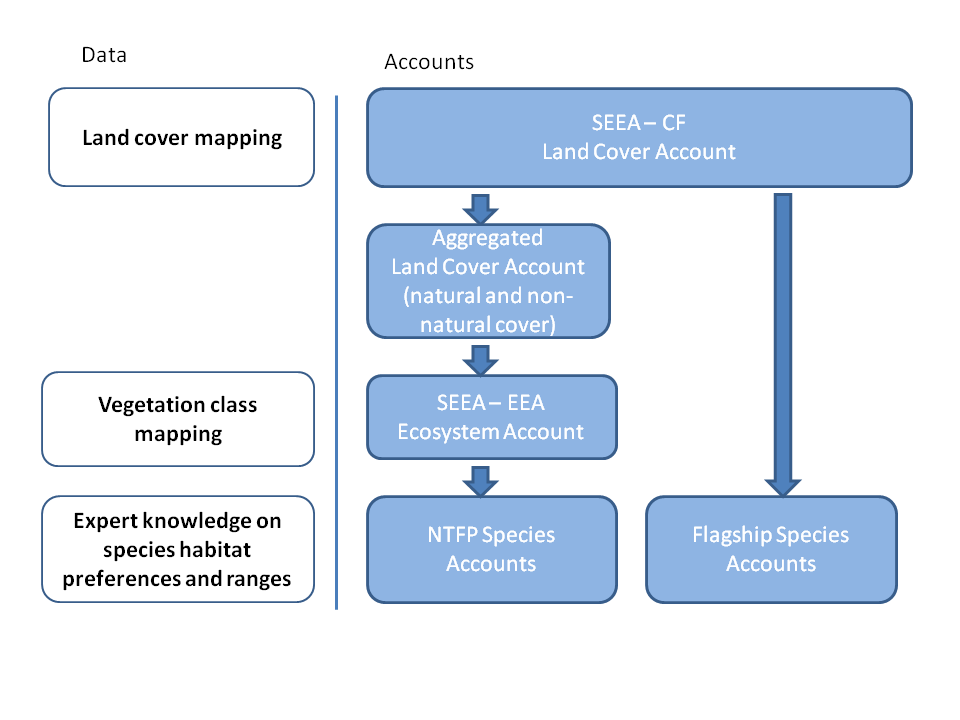 Data
Accounts
Land cover mapping
SEEA – CF
Land Cover Account
Aggregated
Land Cover Account
(natural and non-
natural cover)
Vegetation class
mapping
SEEA – EEA
Ecosystem Account
Expert knowledge on
species habitat
preferences and ranges
NTFP Species
Accounts
Flagship Species
Accounts